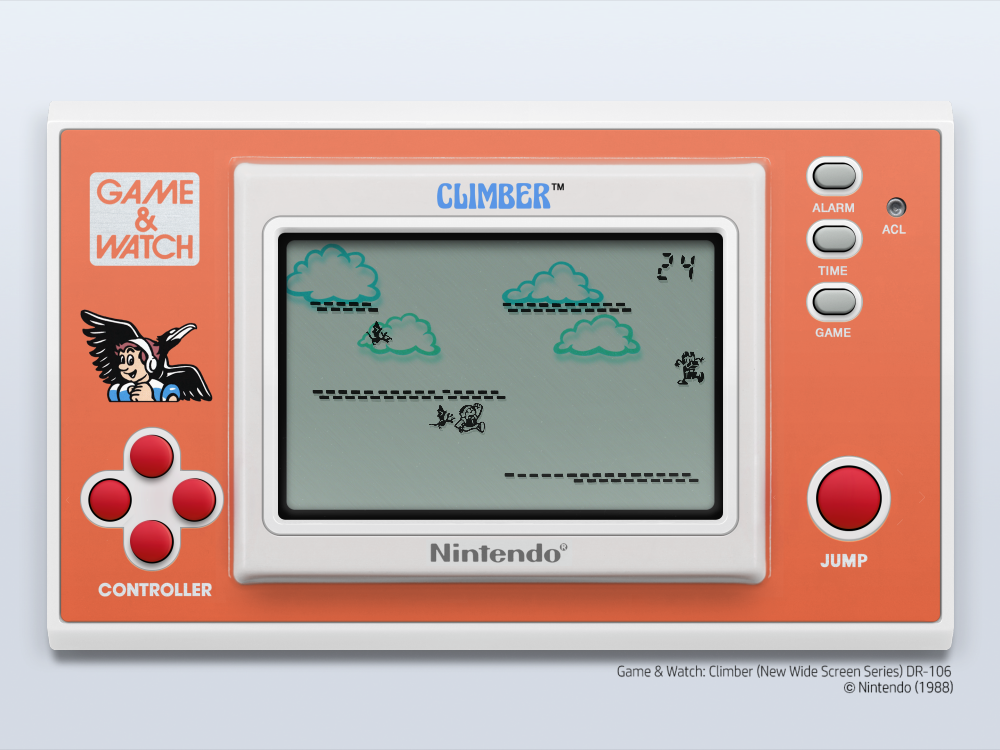 GAME
&
WATCH
CLIMBER™
24
ALARM
ACL
TIME
GAME
Nintendo®
CONTROLLER
JUMP
Game & Watch: Climber (New Wide Screen Series) DR-106
© Nintendo (1988)